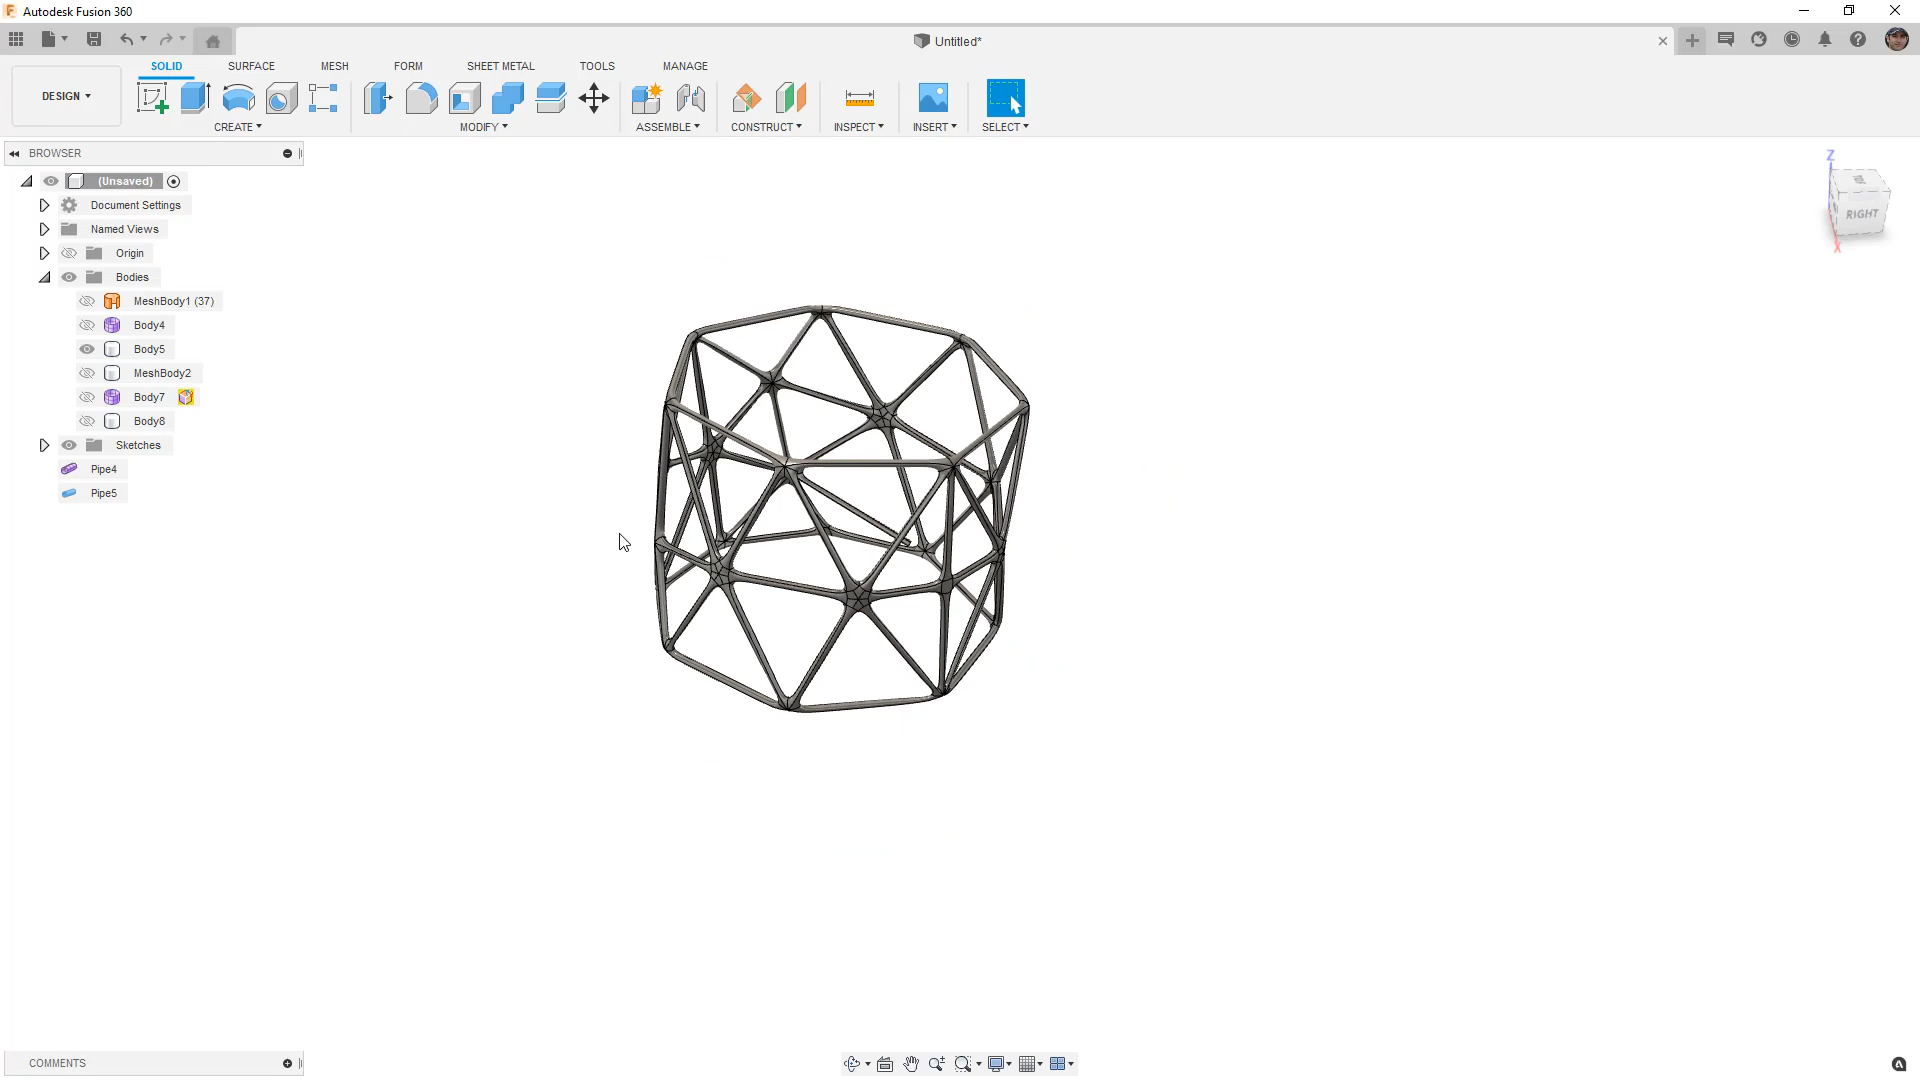 Autodesk Fusion 360
Untitled*
SOLID SURFACE MESH FORM SHEET METAL TOOLS MANAGE
DESIGN
CREATE MODIFY ASSEMBLE CONSTRUCT INSPECT INSERT SELECT
BROWSER
(Unsaved)
Document Settings
Named Views
Origin
Bodies
MeshBody1 (37)
Body4
Body5
MeshBody2
Body7
Body8
Sketches
Pipe4
Pipe5
Z
RIGHT
X
COMMENTS